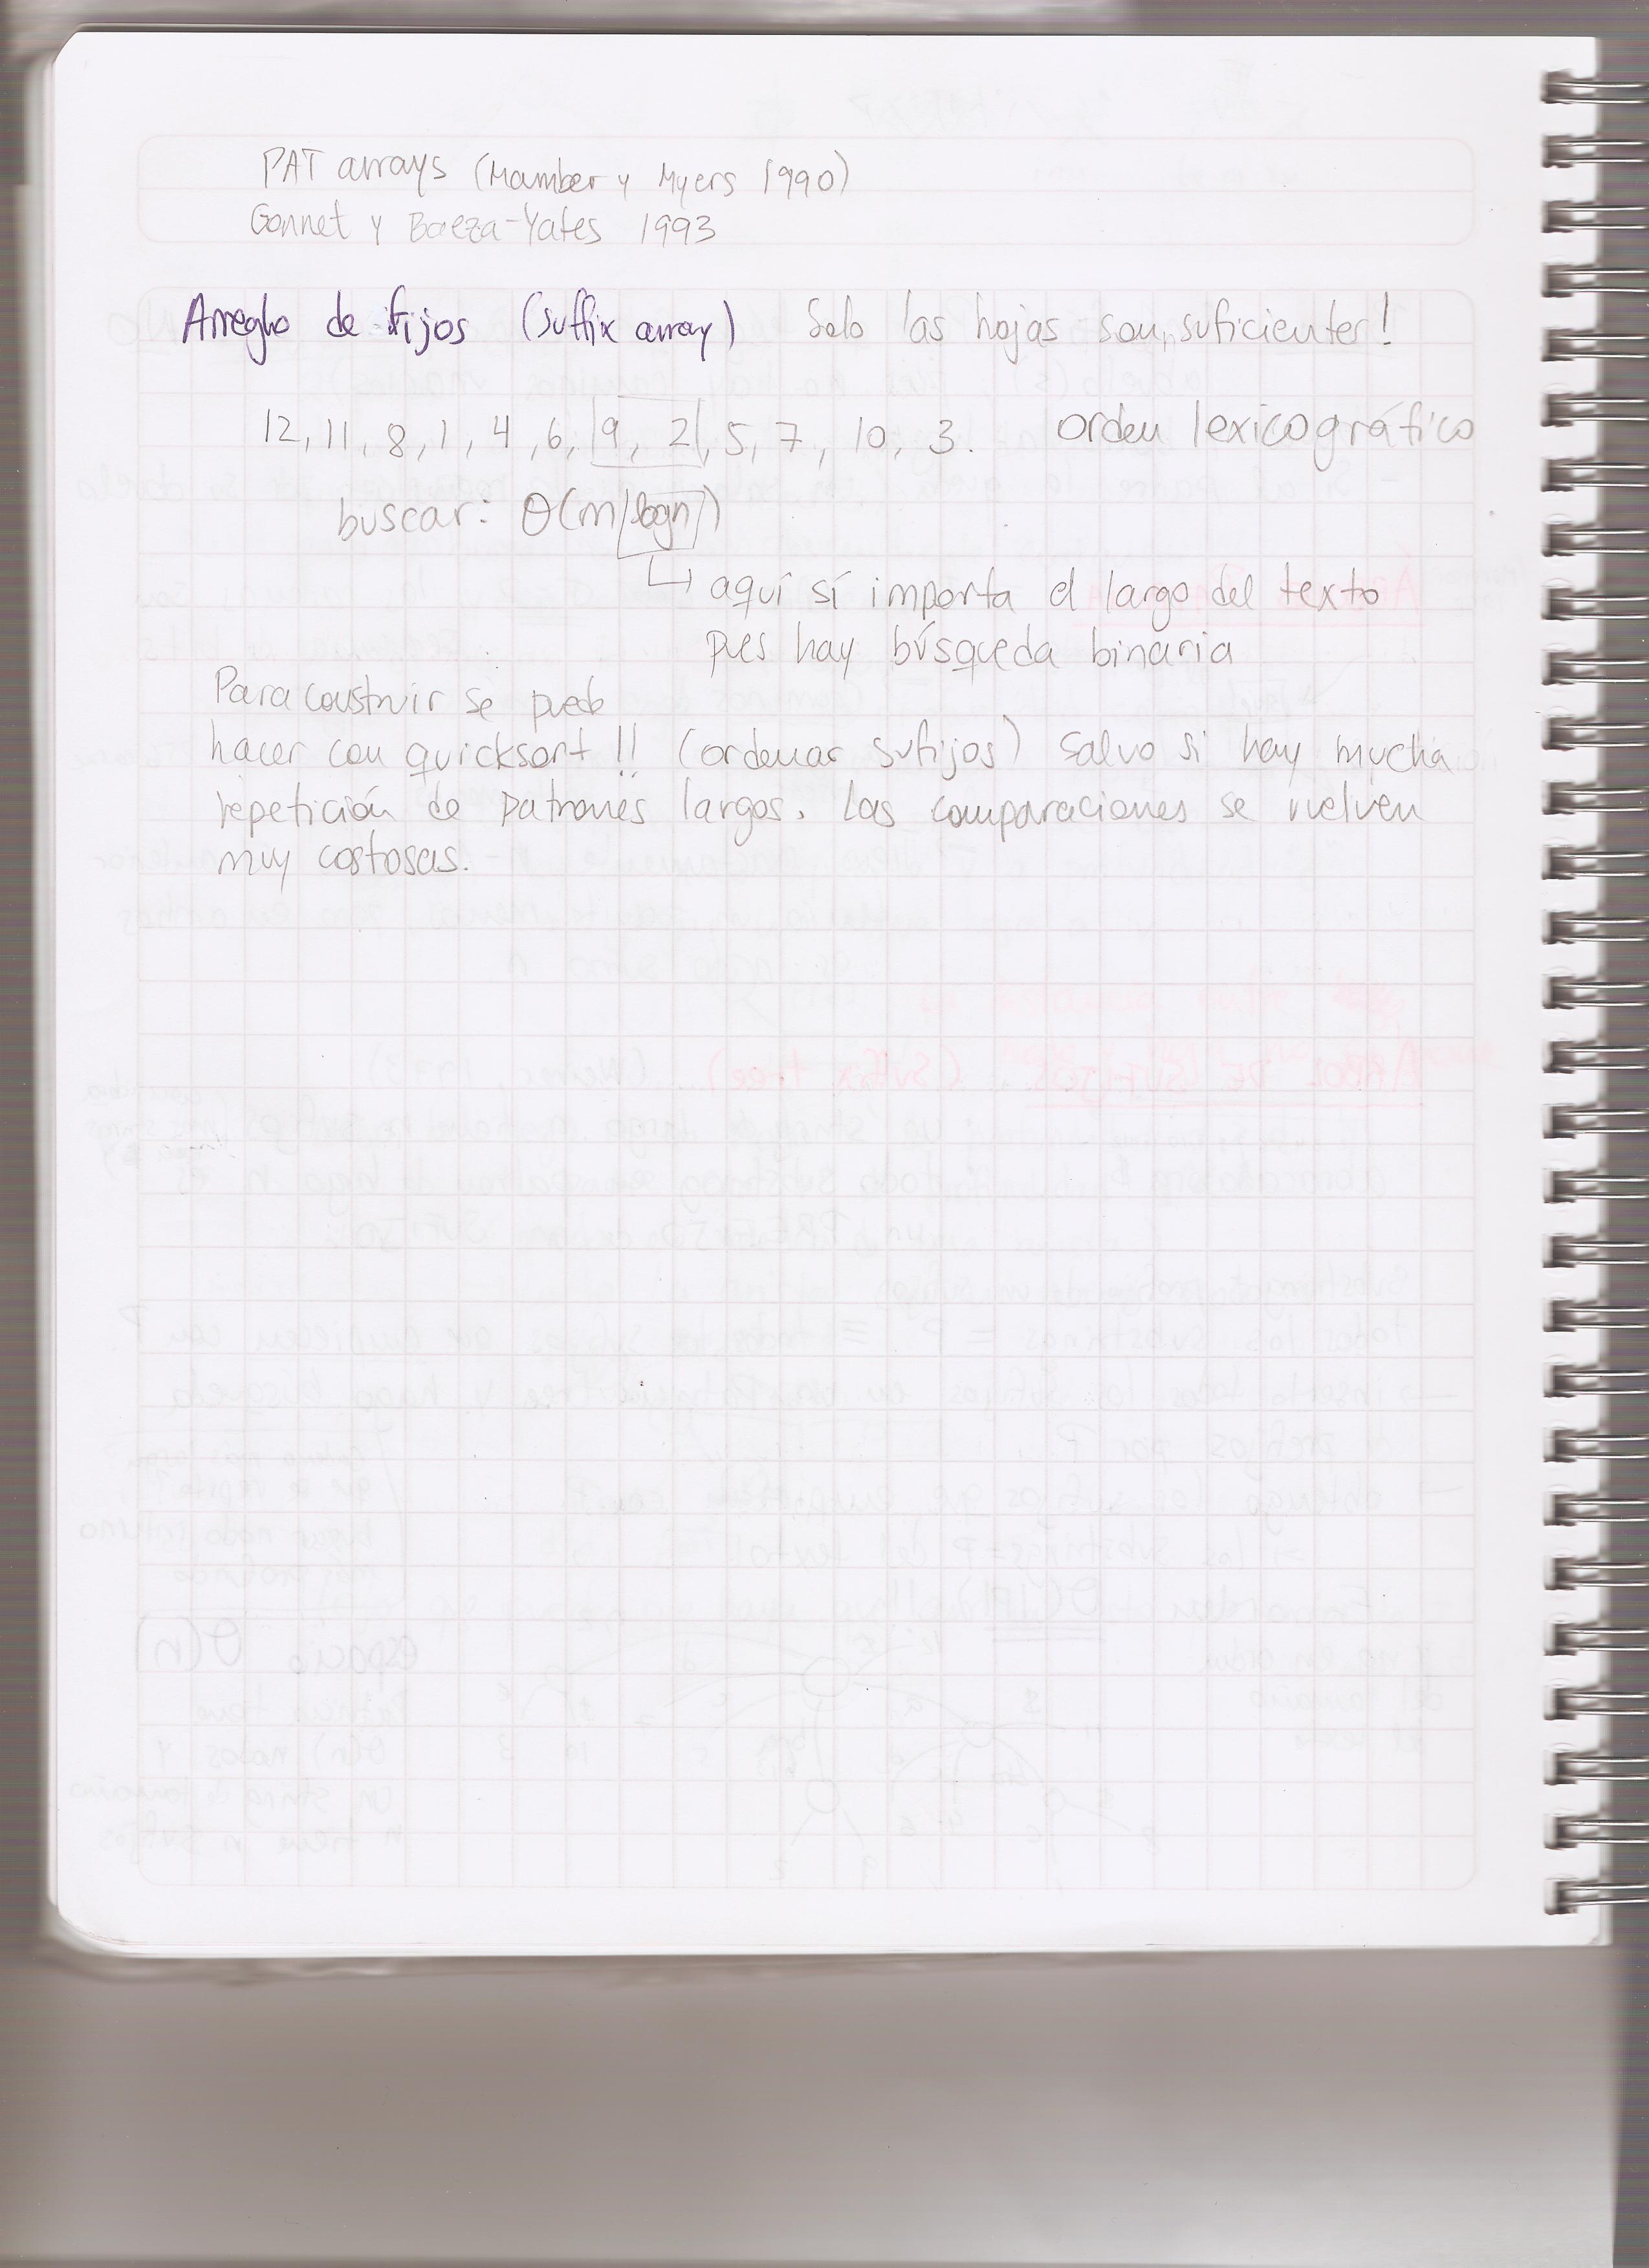 PAT arrays (Mamber y Myers 1990)
Gonnet y Baeza-Yates 1993
Arreglo de fijos (suffix array) Solo las hojas son suficientes!
12, 11, 8, 1, 4, 6, 9, 2, 5, 7, 10, 3. orden lexicográfico
buscar: θ(m logn)
↳ aquí sí importa el largo del texto
pues hay búsqueda binaria
Para construir se puede
hacer con quicksort!! (ordenar sufijos) salvo si hay mucha
repetición de patrones largos. Las comparaciones se vuelven
muy costosas.